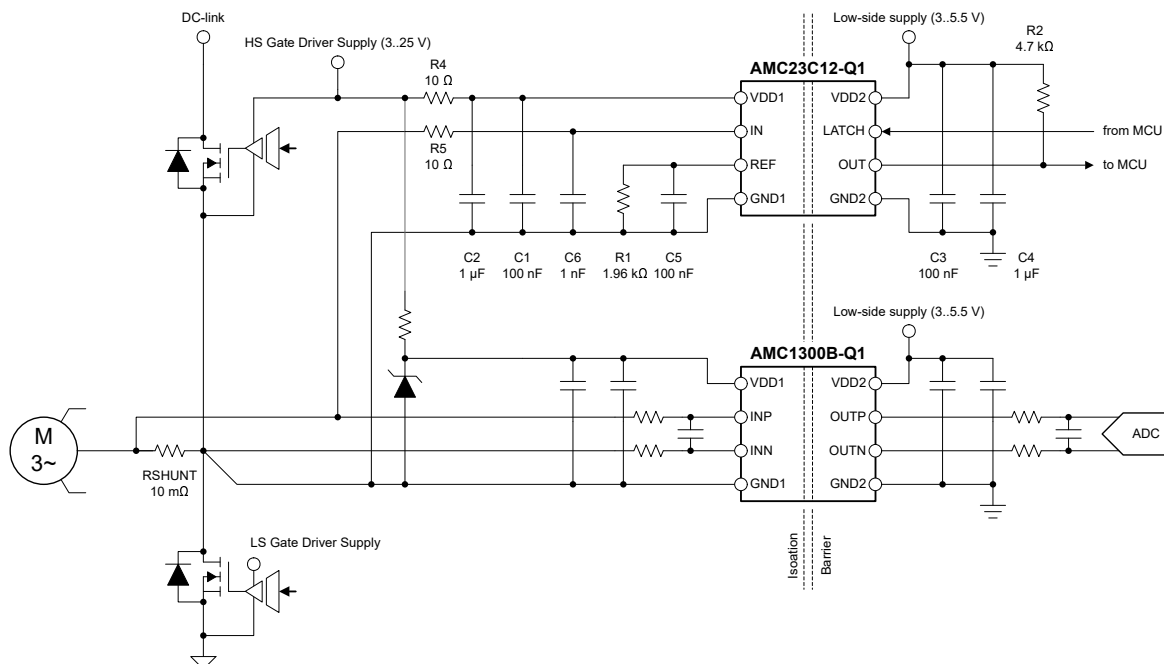 DC-link
HS Gate Driver Supply (3..25 V)
Low-side supply (3..5.5 V)
R2
4.7 kΩ
R4
10 Ω
AMC23C12-Q1
VDD1
VDD2
IN
LATCH
from MCU
R5
10 Ω
REF
OUT
to MCU
GND1
GND2
C2
1 µF
C1
100 nF
C6
1 nF
R1
1.96 kΩ
C5
100 nF
C3
100 nF
C4
1 µF
Low-side supply (3..5.5 V)
AMC1300B-Q1
VDD1
VDD2
INP
OUTP
M
3~
ADC
INN
OUTN
RSHUNT
10 mΩ
GND1
GND2
LS Gate Driver Supply
Isoation
Barrier